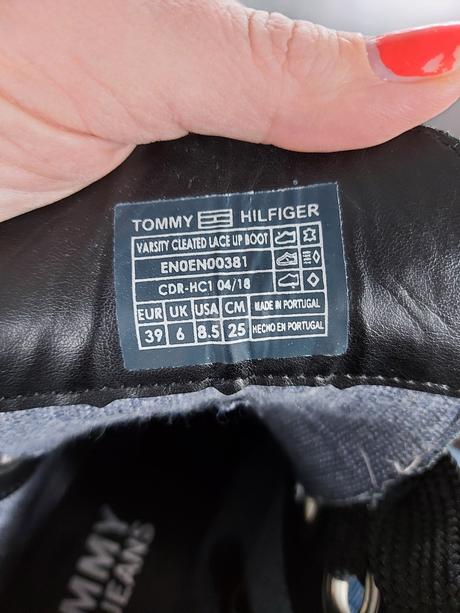 TOMMY HILFIGER
VARSITY CLEATED LACE UP BOOT
EN0EN00381
CDR-HC1 04/18
EUR UK USA CM MADE IN PORTUGAL
39 6 8.5 25 HECHO EN PORTUGAL
MMY
JEANS